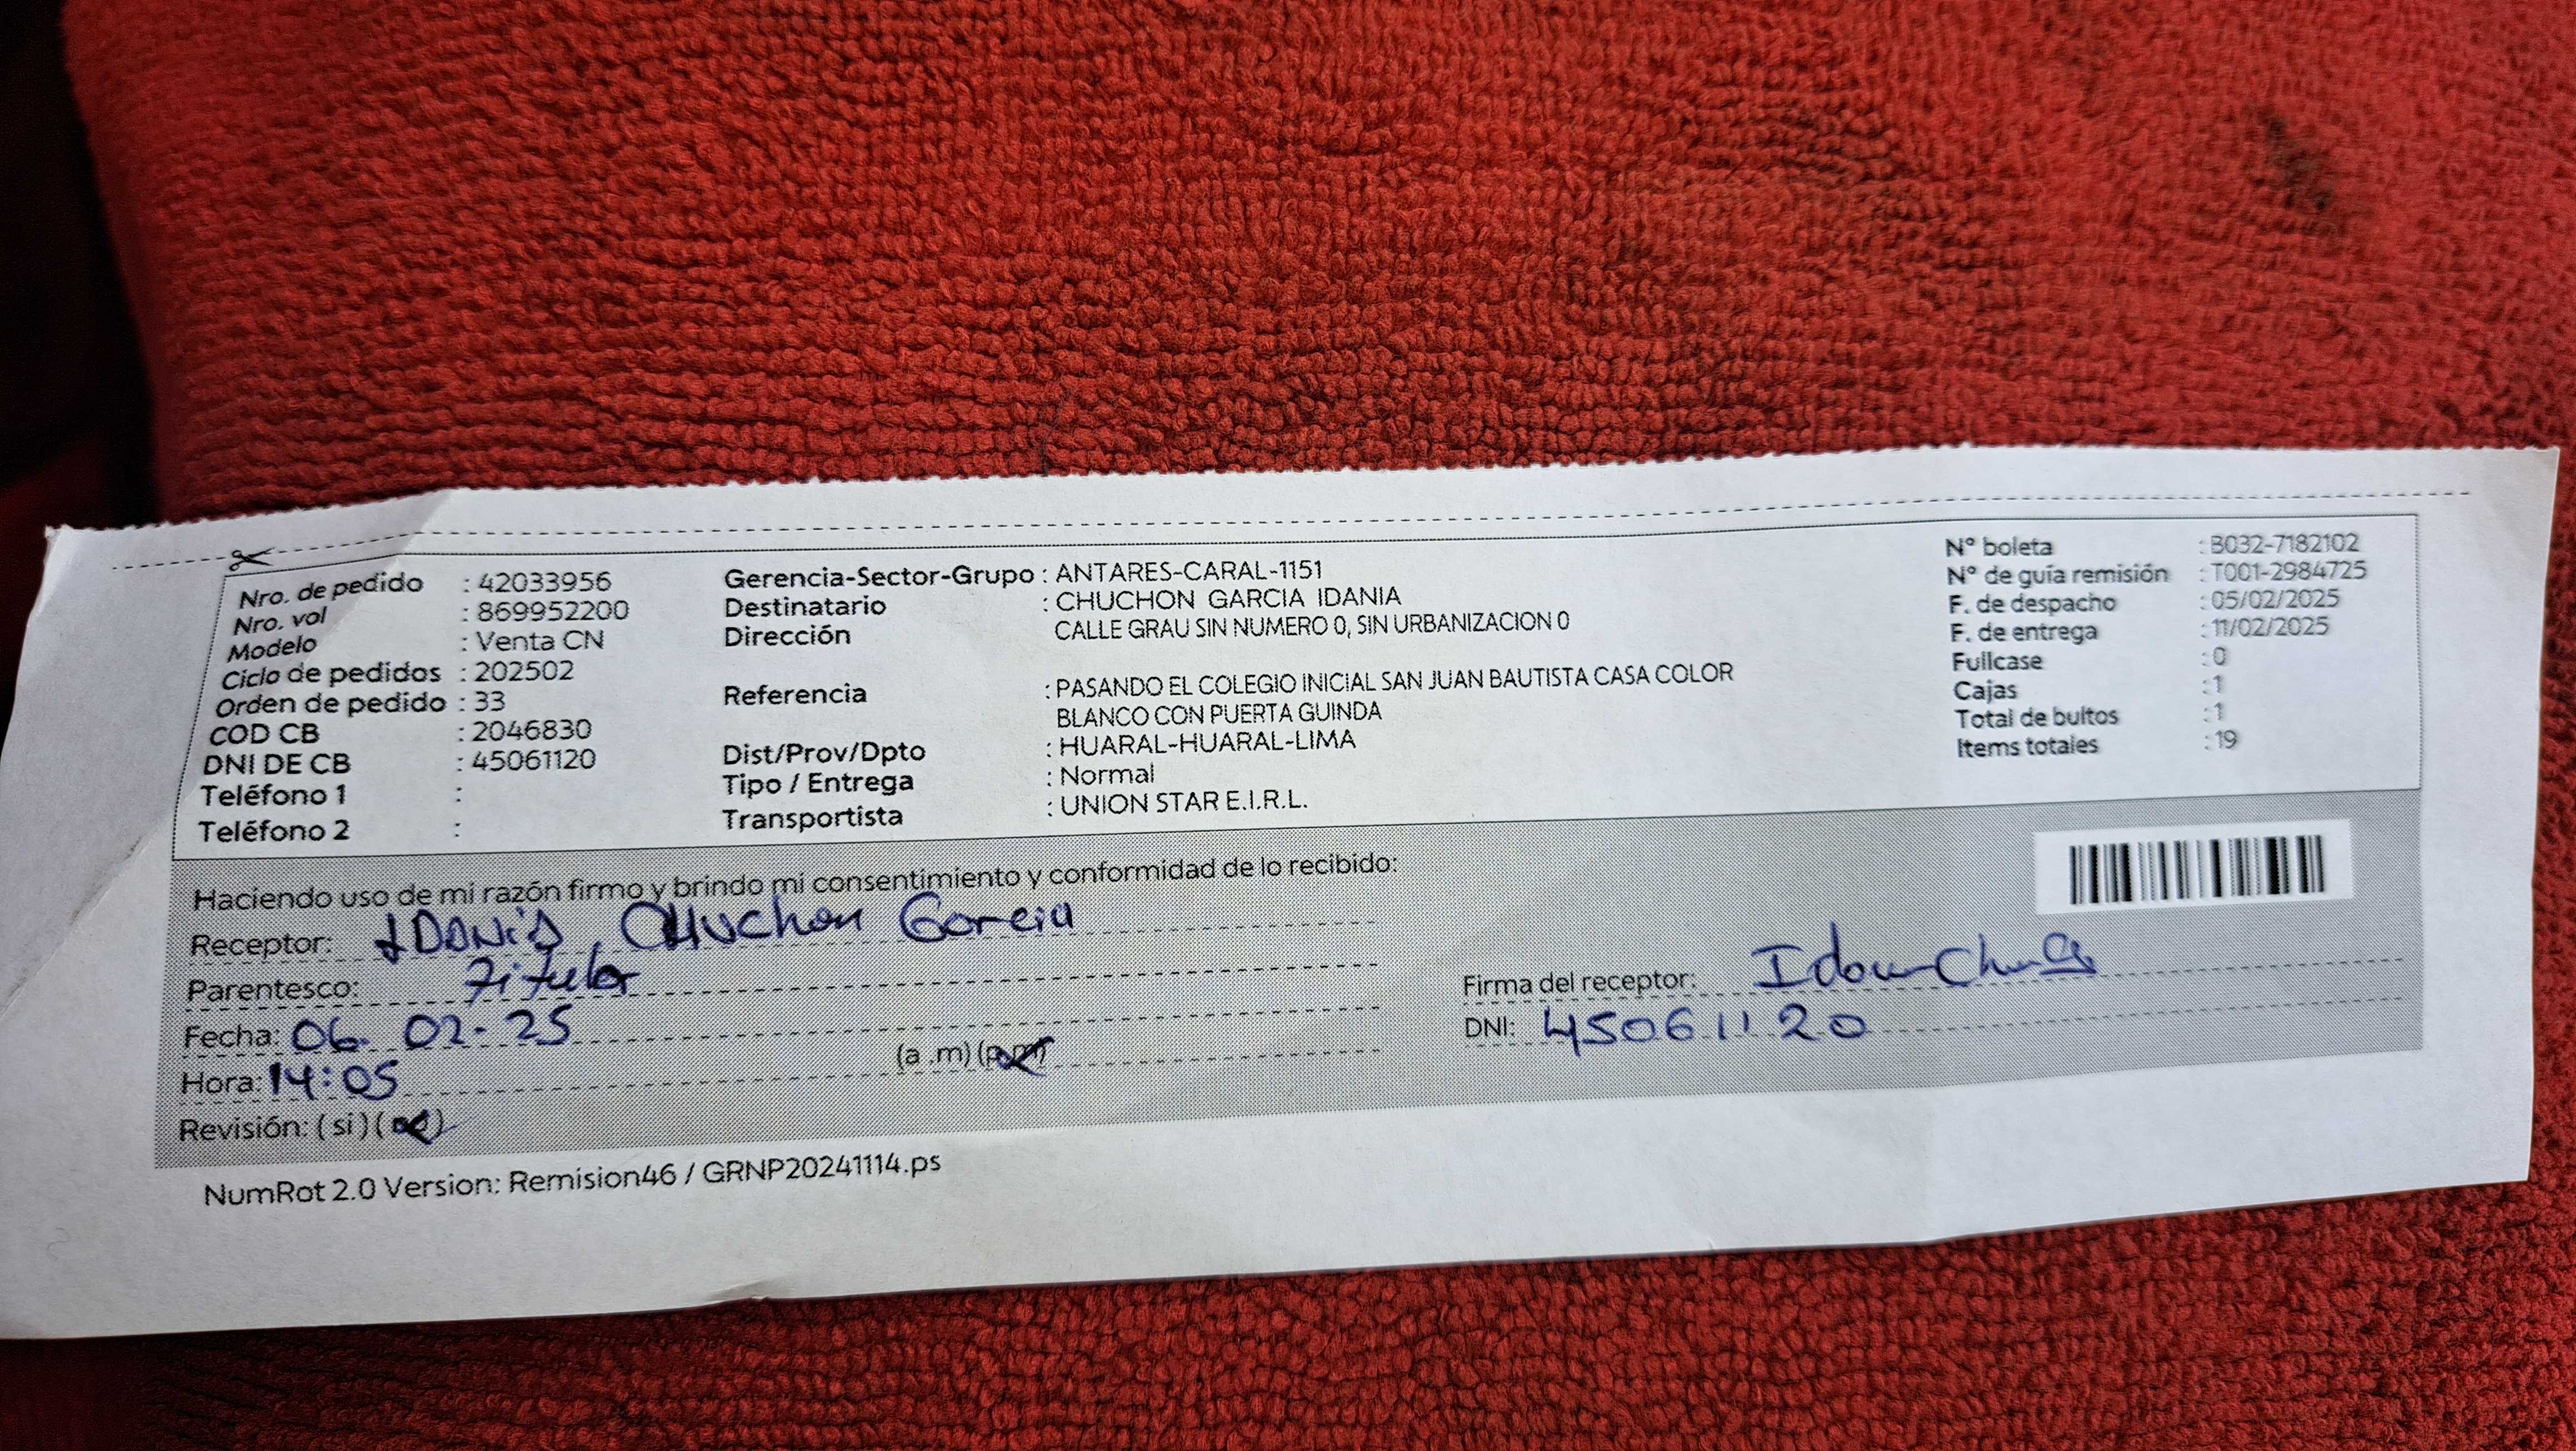 Nro. de pedido : 42033956
Nro. vol : 869952200
Modelo : Venta CN
Ciclo de pedidos : 202502
Orden de pedido : 33
COD CB : 2046830
DNI DE CB : 45061120
Teléfono 1 :
Teléfono 2 :
Gerencia-Sector-Grupo : ANTARES-CARAL-1151
Destinatario : CHUCHON GARCIA IDANIA
Dirección CALLE GRAU SIN NUMERO 0, SIN URBANIZACION 0
Referencia : PASANDO EL COLEGIO INICIAL SAN JUAN BAUTISTA CASA COLOR
BLANCO CON PUERTA GUINDA
Dist/Prov/Dpto : HUARAL-HUARAL-LIMA
Tipo / Entrega : Normal
Transportista : UNION STAR E.I.R.L.
N° boleta : B032-7182102
N° de guía remisión : T001-2984725
F. de despacho : 05/02/2025
F. de entrega : 11/02/2025
Fullcase : 0
Cajas : 1
Total de bultos : 1
Items totales : 19
Haciendo uso de mi razón firmo y brindo mi consentimiento y conformidad de lo recibido:
Receptor: IDANIA CHUchon Garcia
Parentesco: Titular
Fecha: 06. 02-25
Hora: 14:05 (a .m) (p.m)
Revisión: ( si ) ( no )
Firma del receptor:
DNI: 45061120
NumRot 2.0 Version: Remision46 / GRNP20241114.ps